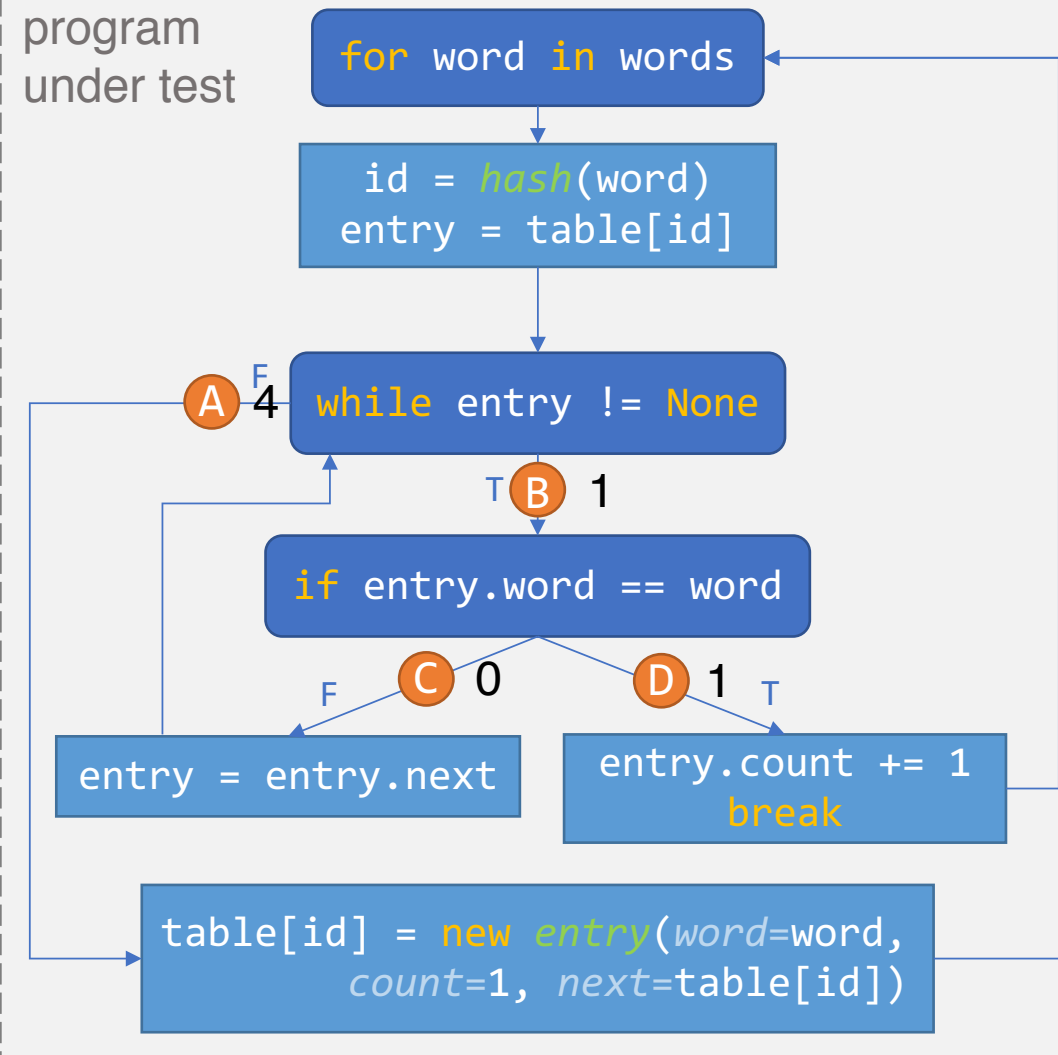 program
under test
for word in words
id = hash(word)
entry = table[id]
F
A 4
while entry != None
T B 1
if entry.word == word
F C 0
D 1 T
entry = entry.next
entry.count += 1
break
table[id] = new entry(word=word,
count=1, next=table[id])